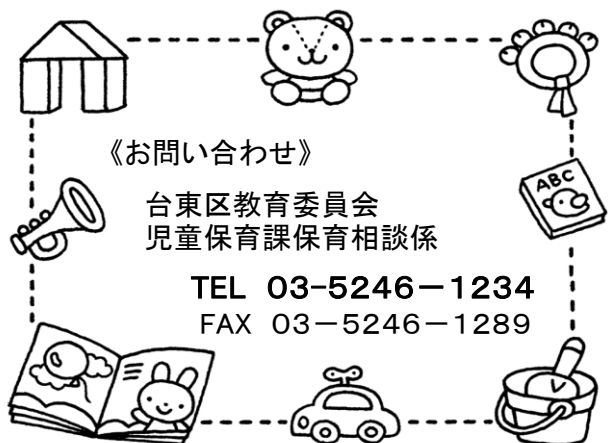 《お問い合わせ》
台東区教育委員会
児童保育課保育相談係
TEL 03-5246-1234
FAX 03-5246-1289
ABC